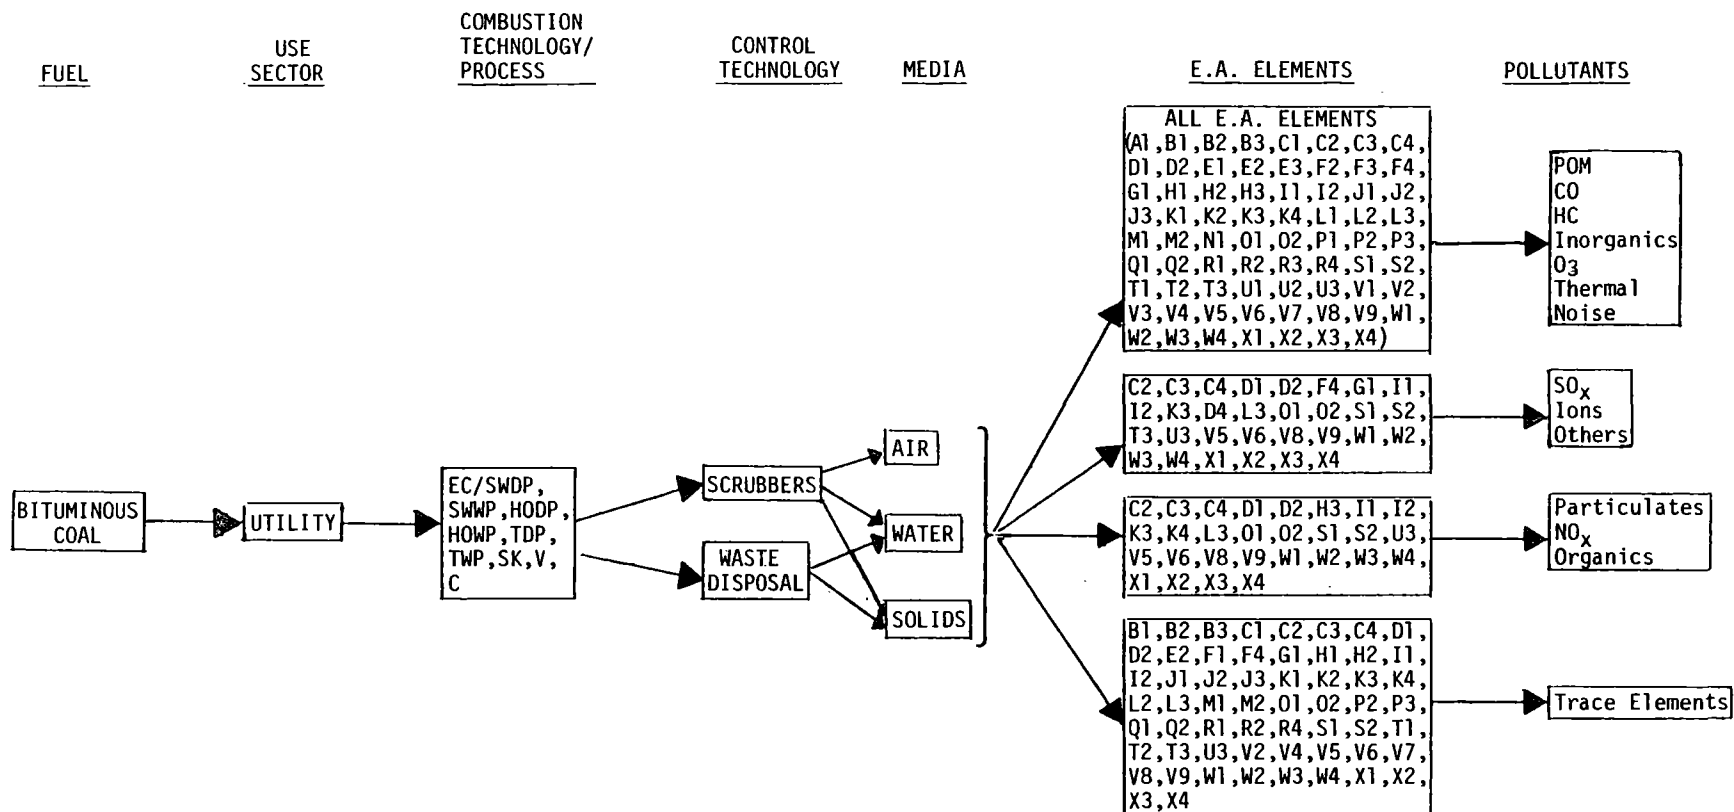 FUEL
USE
SECTOR
COMBUSTION
TECHNOLOGY/
PROCESS
CONTROL
TECHNOLOGY
MEDIA
E.A. ELEMENTS
POLLUTANTS
BITUMINOUS
COAL
UTILITY
EC/SWDP,
SWWP,HODP,
HOWP,TDP,
TWP,SK,V,
C
SCRUBBERS
WASTE
DISPOSAL
AIR
WATER
SOLIDS
ALL E.A. ELEMENTS
(A1,B1,B2,B3,C1,C2,C3,C4,
D1,D2,E1,E2,E3,F2,F3,F4,
G1,H1,H2,H3,I1,I2,J1,J2,
J3,K1,K2,K3,K4,L1,L2,L3,
M1,M2,N1,O1,O2,P1,P2,P3,
Q1,Q2,R1,R2,R3,R4,S1,S2,
T1,T2,T3,U1,U2,U3,V1,V2,
V3,V4,V5,V6,V7,V8,V9,W1,
W2,W3,W4,X1,X2,X3,X4)
POM
CO
HC
Inorganics
O3
Thermal
Noise
C2,C3,C4,D1,D2,F4,G1,I1,
I2,K3,D4,L3,O1,O2,S1,S2,
T3,U3,V5,V6,V8,V9,W1,W2,
W3,W4,X1,X2,X3,X4
SOx
Ions
Others
C2,C3,C4,D1,D2,H3,I1,I2,
K3,K4,L3,O1,O2,S1,S2,U3,
V5,V6,V8,V9,W1,W2,W3,W4,
X1,X2,X3,X4
Particulates
NOx
Organics
B1,B2,B3,C1,C2,C3,C4,D1,
D2,E2,F1,F4,G1,H1,H2,I1,
I2,J1,J2,J3,K1,K2,K3,K4,
L2,L3,M1,M2,O1,O2,P2,P3,
Q1,Q2,R1,R2,R4,S1,S2,T1,
T2,T3,U3,V2,V4,V5,V6,V7,
V8,V9,W1,W2,W3,W4,X1,X2,
X3,X4
Trace Elements